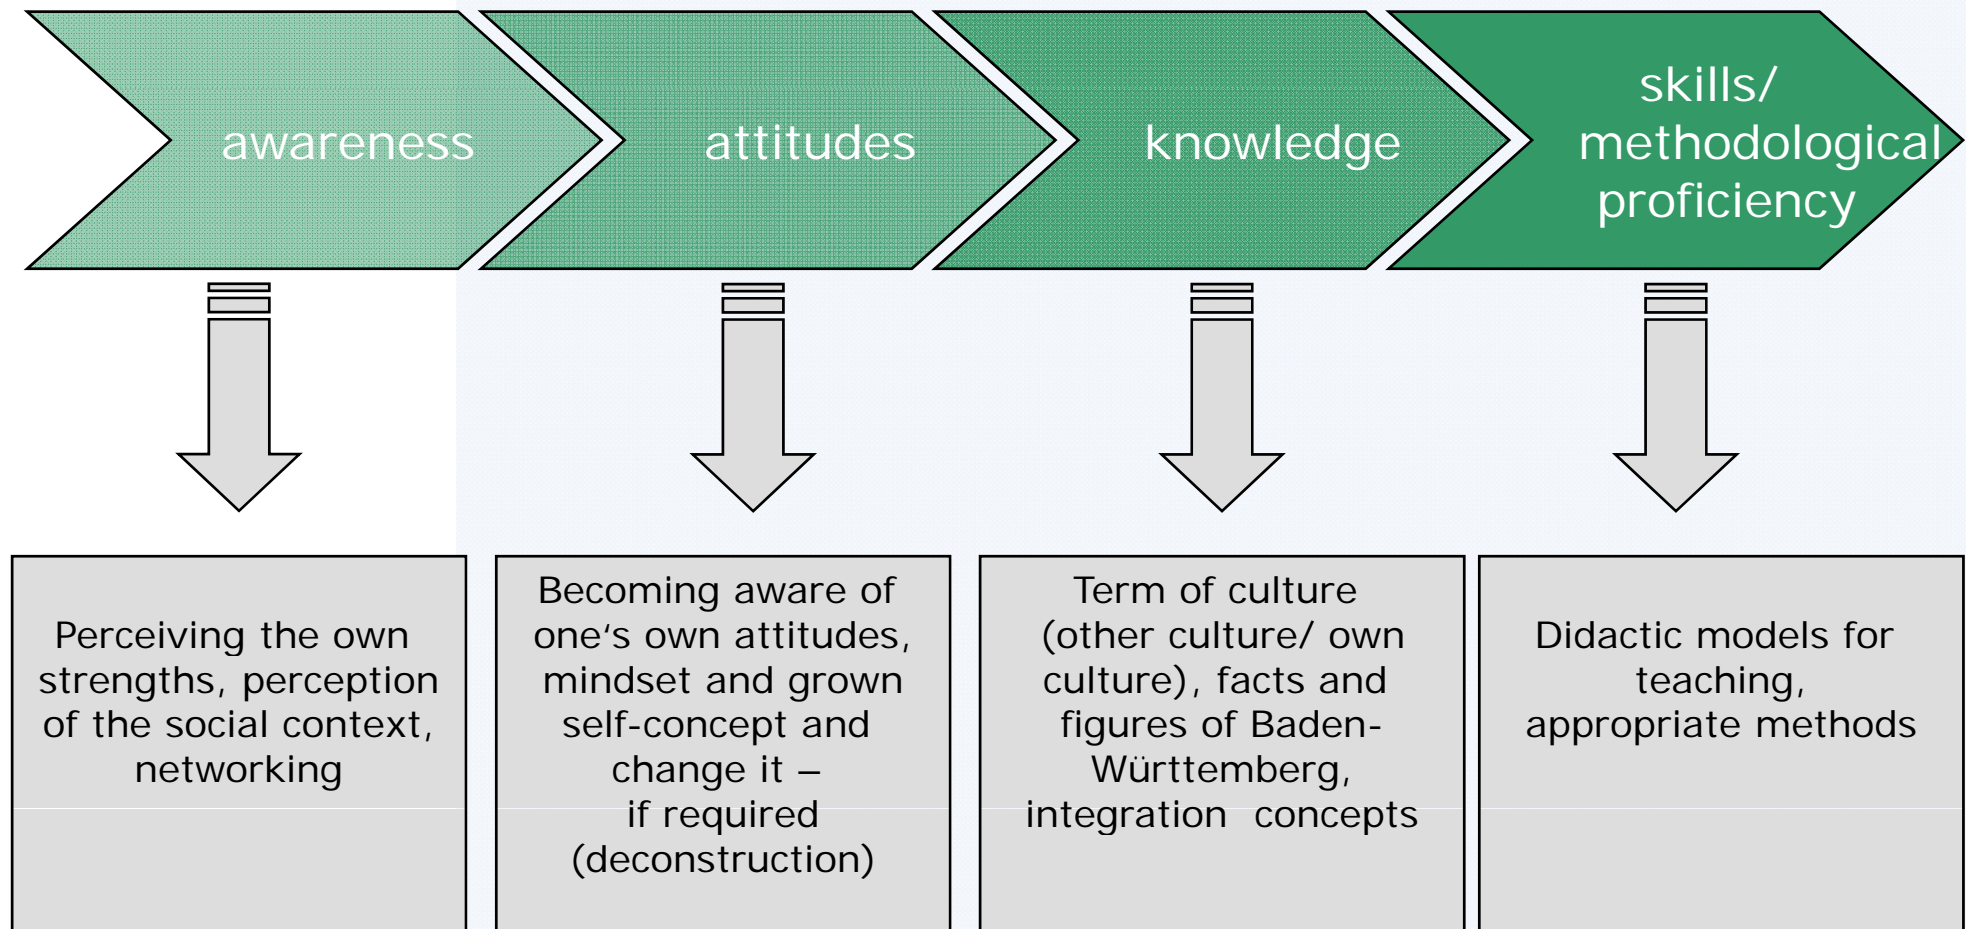 awareness
attitudes
knowledge
skills/
methodological
proficiency
Perceiving the own
strengths, perception
of the social context,
networking
Becoming aware of
one‘s own attitudes,
mindset and grown
self-concept and
change it –
if required
(deconstruction)
Term of culture
(other culture/ own
culture), facts and
figures of Baden-
Württemberg,
integration concepts
Didactic models for
teaching,
appropriate methods